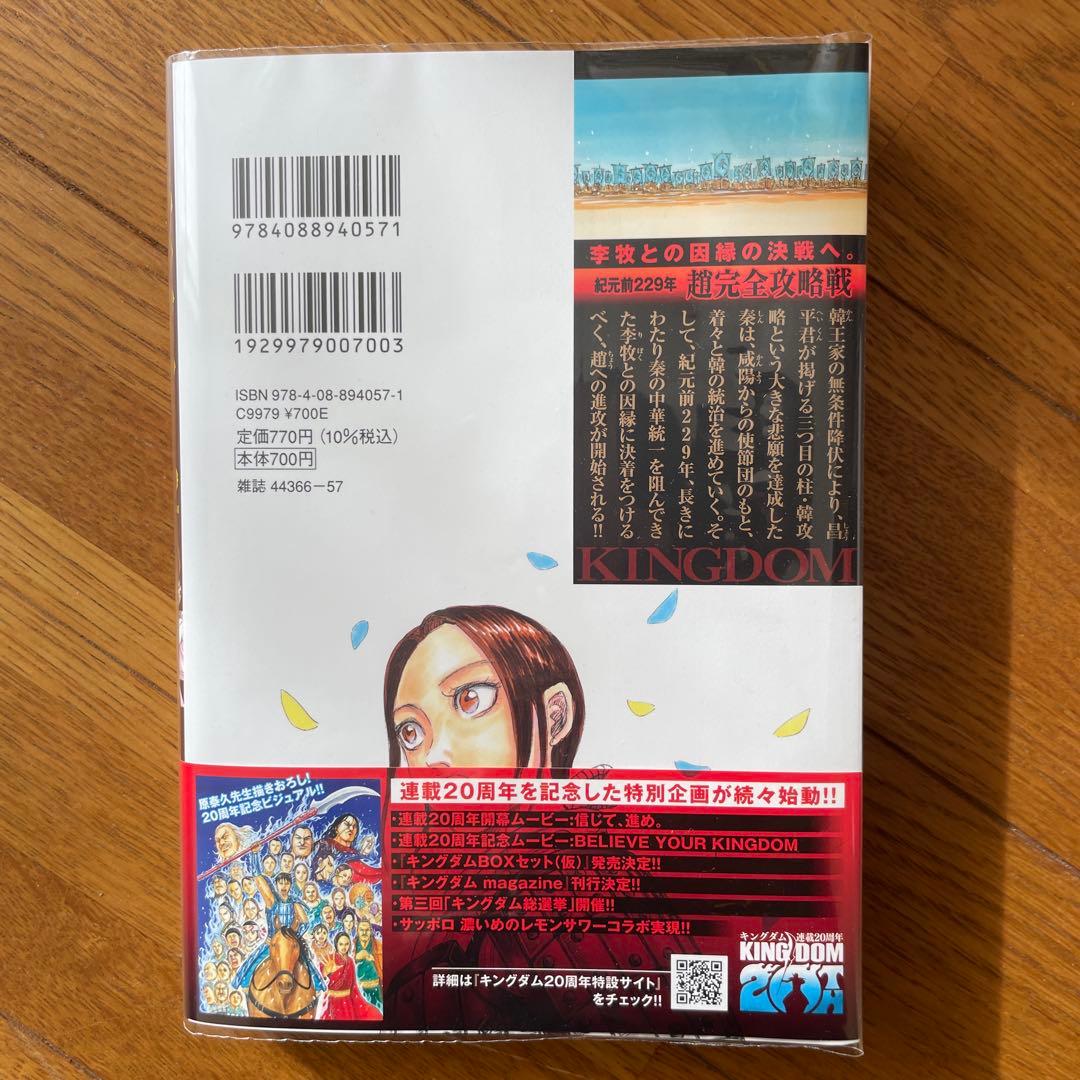 9784088940571
1929979007003
ISBN 978-4-08-894057-1
C9979 ¥700E
定価770円(10%税込)
本体700円
雑誌 44366-57
李牧との因縁の決戦へ。
紀元前229年 趙完全攻略戦
韓王家の無条件降伏により、昌
平君が掲げる三つ目の柱・韓攻
略という大きな悲願を達成した
秦は、咸陽からの使節団のもと、
着々と韓の統治を進めていく。そ
して、紀元前229年、長きに
わたり秦の中華統一を阻んでき
た李牧との因縁に決着をつける
べく、趙への進攻が開始される!!
KINGDOM
原泰久先生描きおろし!
20周年記念ビジュアル!!
連載20周年を記念した特別企画が続々始動!!
・連載20周年開幕ムービー:信じて、進め。
・連載20周年記念ムービー:BELIEVE YOUR KINGDOM
・『キングダムBOXセット(仮)』発売決定!!
・『キングダム magazine』刊行決定!!
・第三回「キングダム総選挙」開催!!
・サッポロ 濃いめのレモンサワーコラボ実現!!
詳細は『キングダム20周年特設サイト』
をチェック!!
キングダム 連載20周年
KINGDOM
20TH